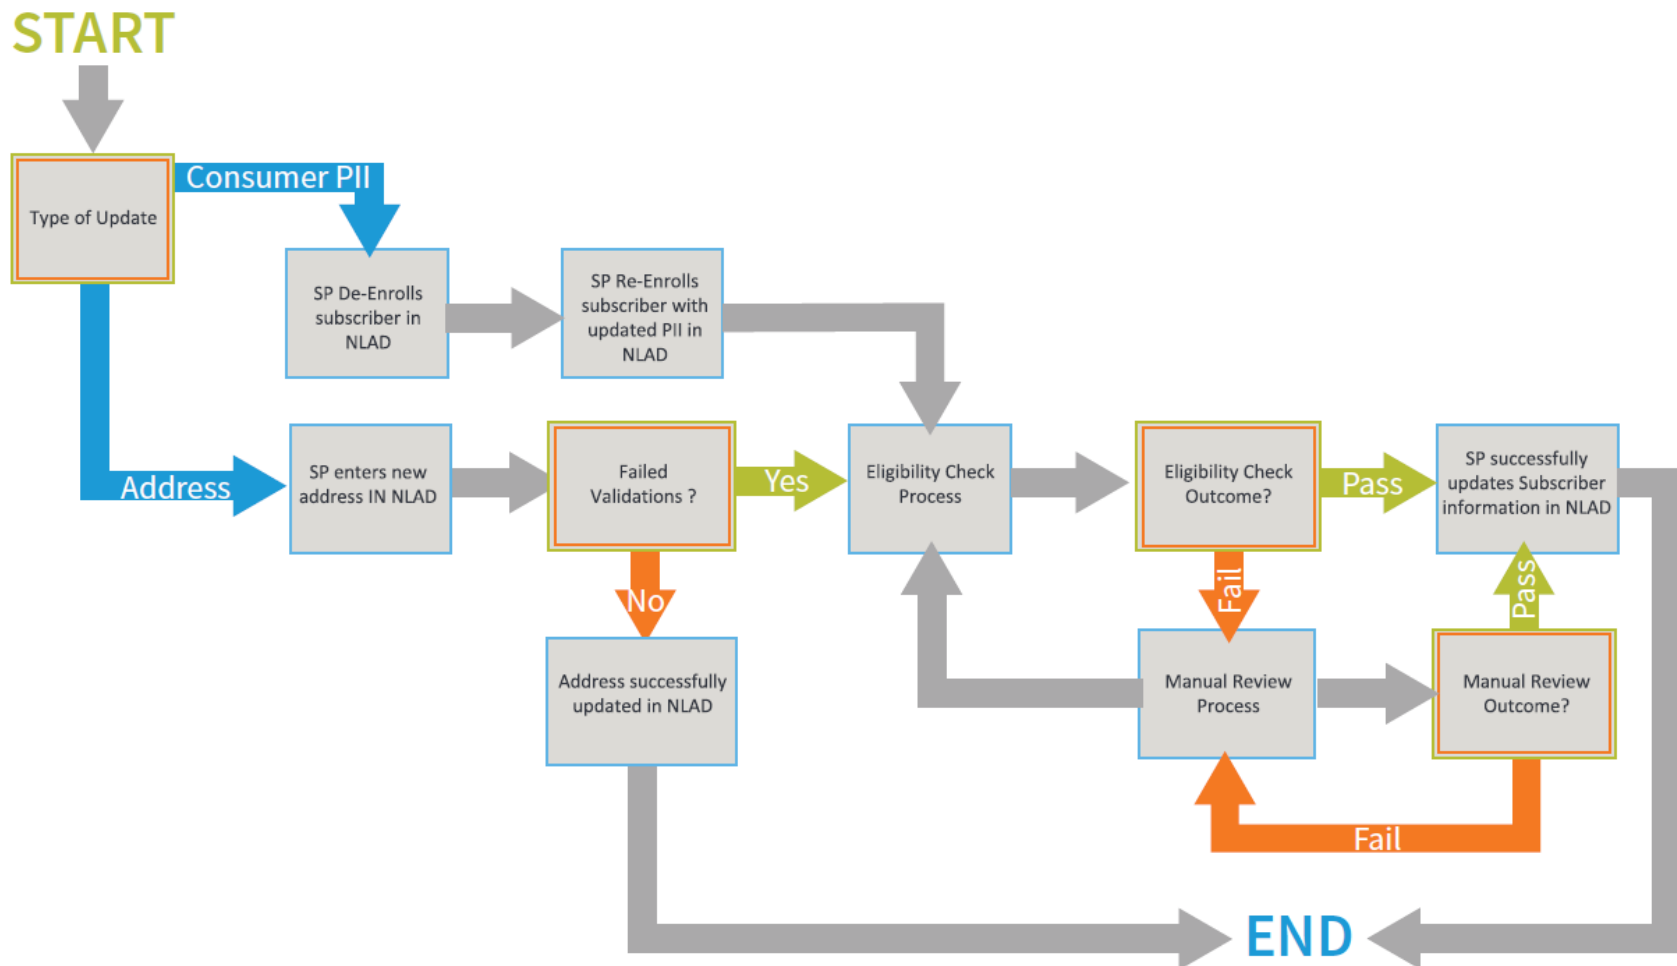 START
Consumer PII
Type of Update
SP De-Enrolls
subscriber in
NLAD
SP Re-Enrolls
subscriber with
updated PII in
NLAD
Address
SP enters new
address IN NLAD
Failed
Validations ?
Yes
Eligibility Check
Process
Eligibility Check
Outcome?
Pass
SP successfully
updates Subscriber
information in NLAD
No
Fail
Pass
Address successfully
updated in NLAD
Manual Review
Process
Manual Review
Outcome?
Fail
END